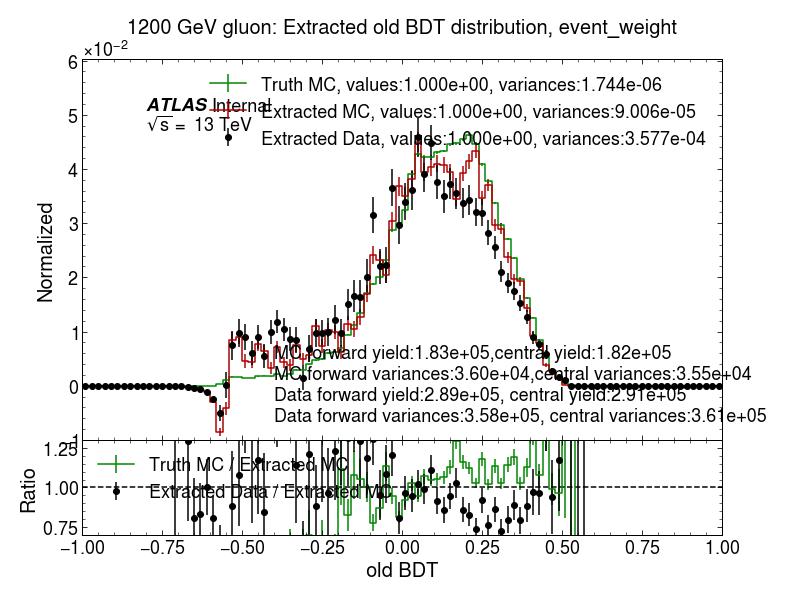 1200 GeV gluon: Extracted old BDT distribution, event_weight
×10⁻²
Truth MC, values:1.000e+00, variances:1.744e-06
ATLAS Internal
Extracted MC, values:1.000e+00, variances:9.006e-05
√s = 13 TeV
Extracted Data, values:1.000e+00, variances:3.577e-04
6
5
4
3
2
1
0
−1
Normalized
MC forward yield:1.83e+05,central yield:1.82e+05
MC forward variances:3.60e+04,central variances:3.55e+04
Data forward yield:2.89e+05, central yield:2.91e+05
Data forward variances:3.58e+05, central variances:3.61e+05
Truth MC / Extracted MC
Extracted Data / Extracted MC
1.25
1.00
0.75
Ratio
−1.00 −0.75 −0.50 −0.25 0.00 0.25 0.50 0.75 1.00
old BDT